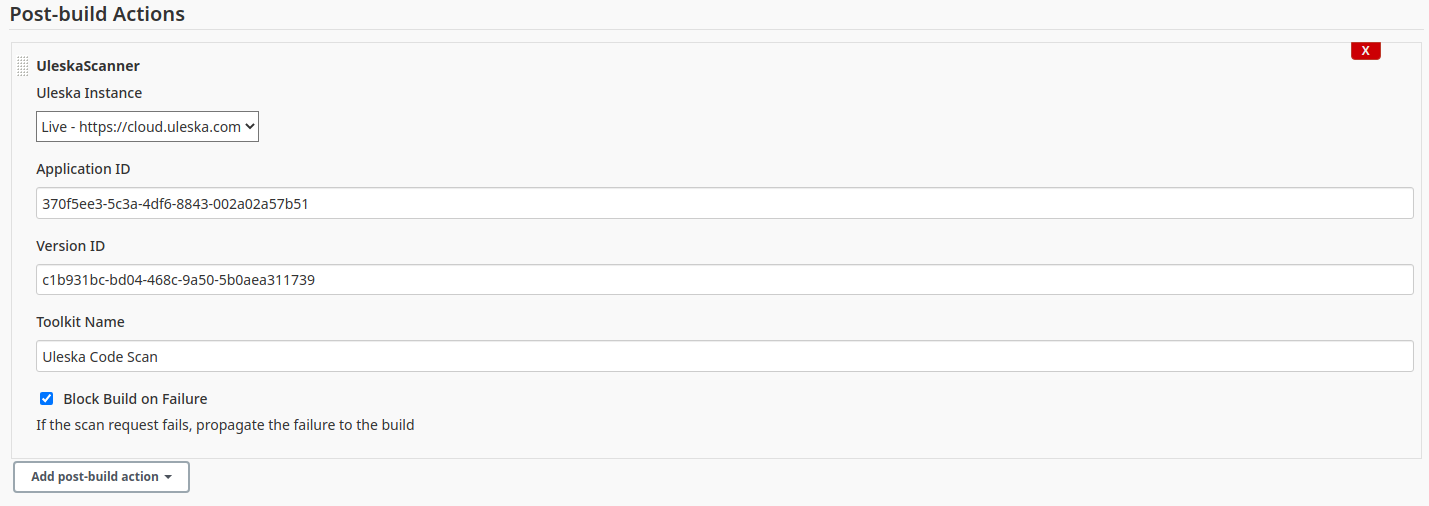 Post-build Actions
X
UleskaScanner
Uleska Instance
Live - https://cloud.uleska.com
Application ID
370f5ee3-5c3a-4df6-8843-002a02a57b51
Version ID
c1b931bc-bd04-468c-9a50-5b0aea311739
Toolkit Name
Uleska Code Scan
Block Build on Failure
If the scan request fails, propagate the failure to the build
Add post-build action